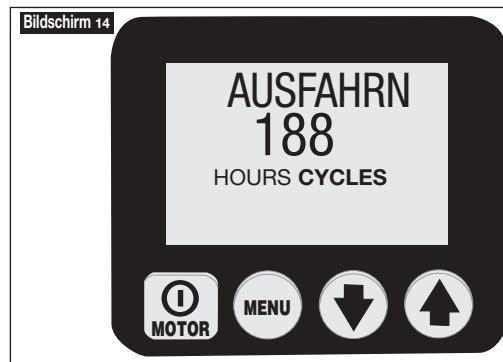 Bildschirm 14
AUSFAHRN
188
HOURS CYCLES
MOTOR
MENU